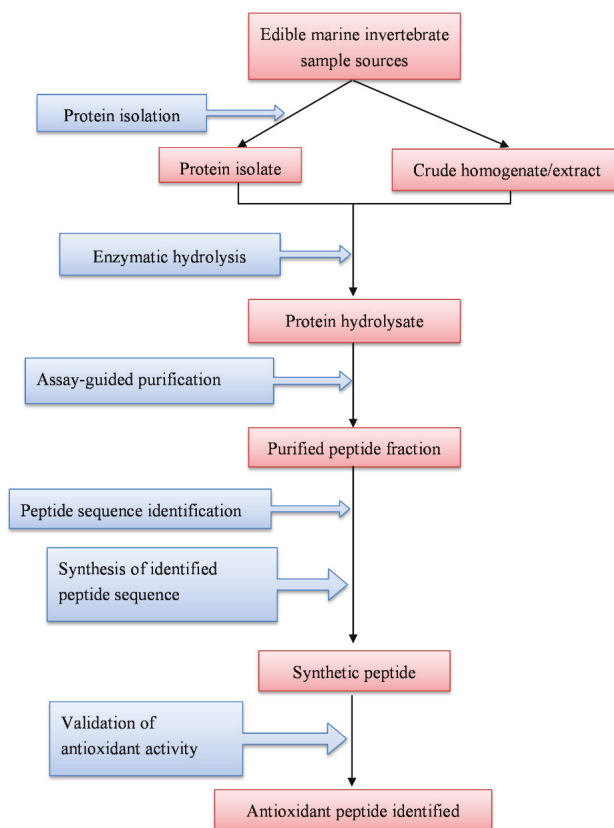 Edible marine invertebrate
sample sources
Protein isolation
Protein isolate
Crude homogenate/extract
Enzymatic hydrolysis
Protein hydrolysate
Assay-guided purification
Purified peptide fraction
Peptide sequence identification
Synthesis of identified
peptide sequence
Synthetic peptide
Validation of
antioxidant activity
Antioxidant peptide identified